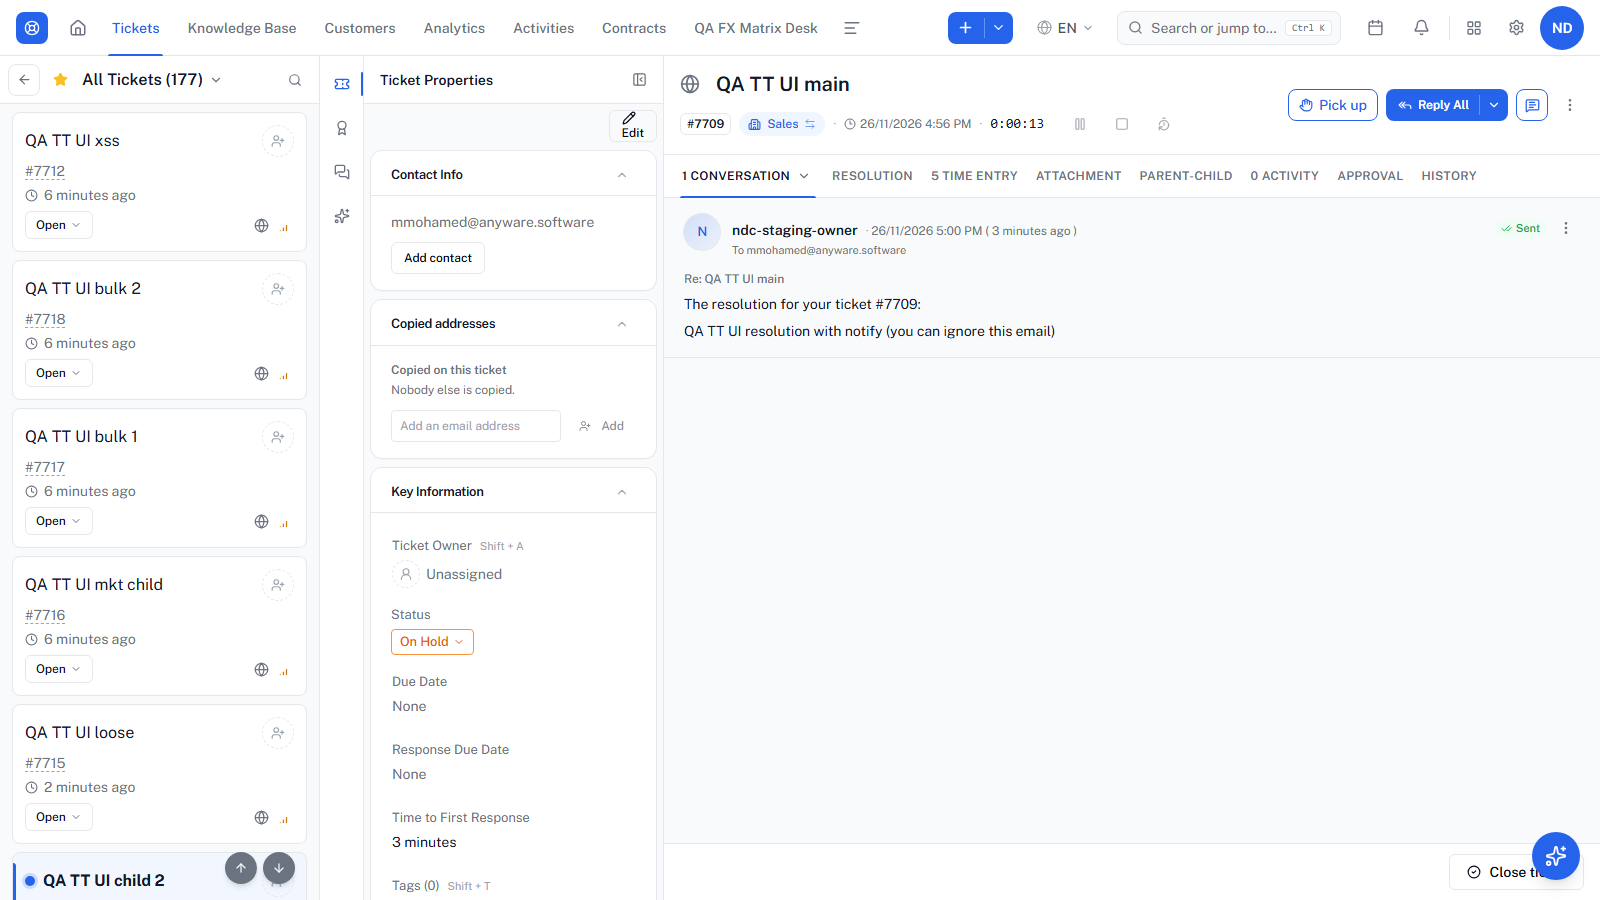 Tickets
Knowledge Base
Customers
Analytics
Activities
Contracts
QA FX Matrix Desk
EN
Search or jump to...
Ctrl K
ND
All Tickets (177)
QA TT UI xss
#7712
6 minutes ago
Open
QA TT UI bulk 2
#7718
6 minutes ago
Open
QA TT UI bulk 1
#7717
6 minutes ago
Open
QA TT UI mkt child
#7716
6 minutes ago
Open
QA TT UI loose
#7715
2 minutes ago
Open
QA TT UI child 2
Ticket Properties
Edit
Contact Info
mmohamed@anyware.software
Add contact
Copied addresses
Copied on this ticket
Nobody else is copied.
Add an email address
Add
Key Information
Ticket Owner Shift + A
Unassigned
Status
On Hold
Due Date
None
Response Due Date
None
Time to First Response
3 minutes
Tags (0) Shift + T
QA TT UI main
#7709
Sales
· 26/11/2026 4:56 PM · 0:00:13
Pick up
Reply All
1 CONVERSATION
RESOLUTION
5 TIME ENTRY
ATTACHMENT
PARENT-CHILD
0 ACTIVITY
APPROVAL
HISTORY
N
ndc-staging-owner · 26/11/2026 5:00 PM ( 3 minutes ago )
Sent
To mmohamed@anyware.software
Re: QA TT UI main
The resolution for your ticket #7709:
QA TT UI resolution with notify (you can ignore this email)
Close